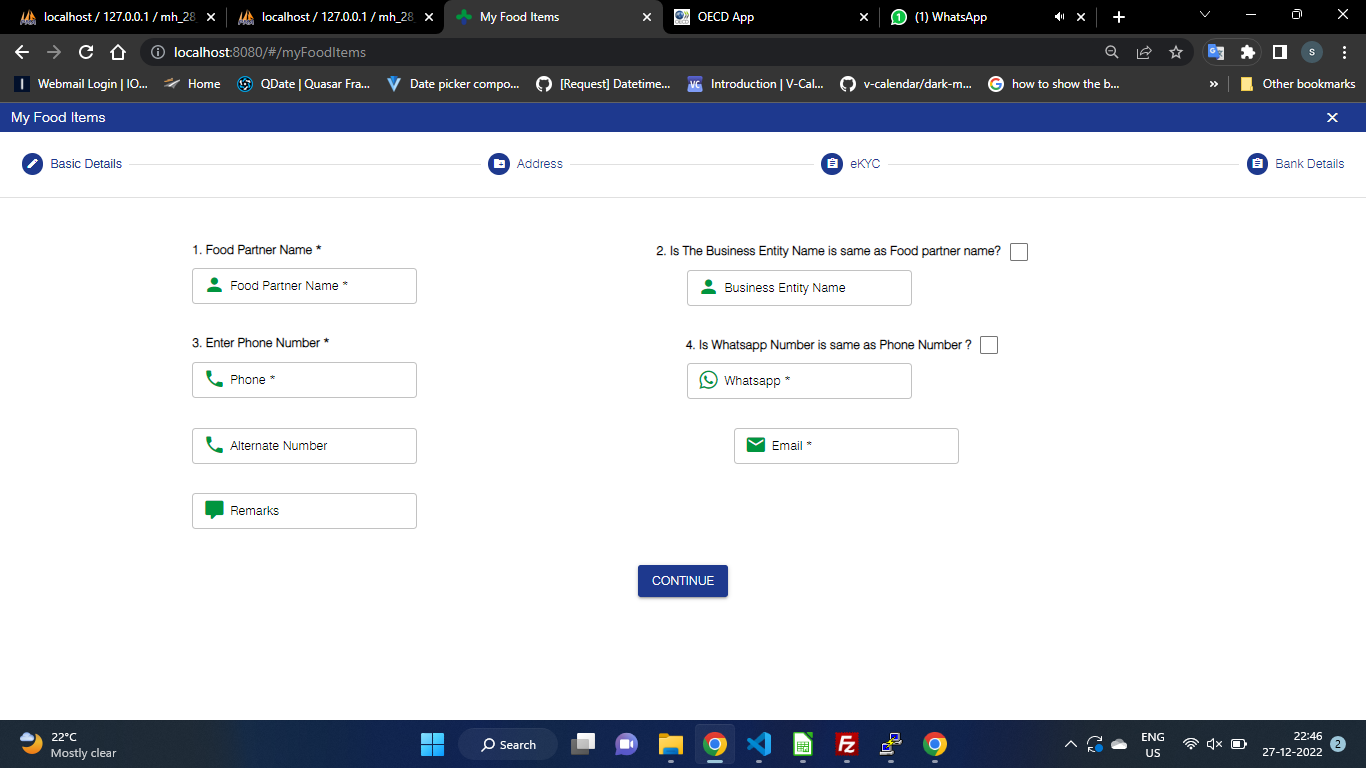 localhost / 127.0.0.1 / mh_28
localhost / 127.0.0.1 / mh_28
My Food Items
OECD App
1 (1) WhatsApp
localhost:8080/#/myFoodItems
S
Webmail Login | IO...
Home
QDate | Quasar Fra...
Date picker compo...
[Request] Datetime...
VC Introduction | V-Cal...
v-calendar/dark-m...
how to show the b...
»
Other bookmarks
My Food Items
Basic Details
Address
eKYC
Bank Details
1. Food Partner Name *
2. Is The Business Entity Name is same as Food partner name?
Food Partner Name *
Business Entity Name
3. Enter Phone Number *
4. Is Whatsapp Number is same as Phone Number ?
Phone *
Whatsapp *
Alternate Number
Email *
Remarks
CONTINUE
22°C
Mostly clear
Search
ENG
US
22:46
27-12-2022
2